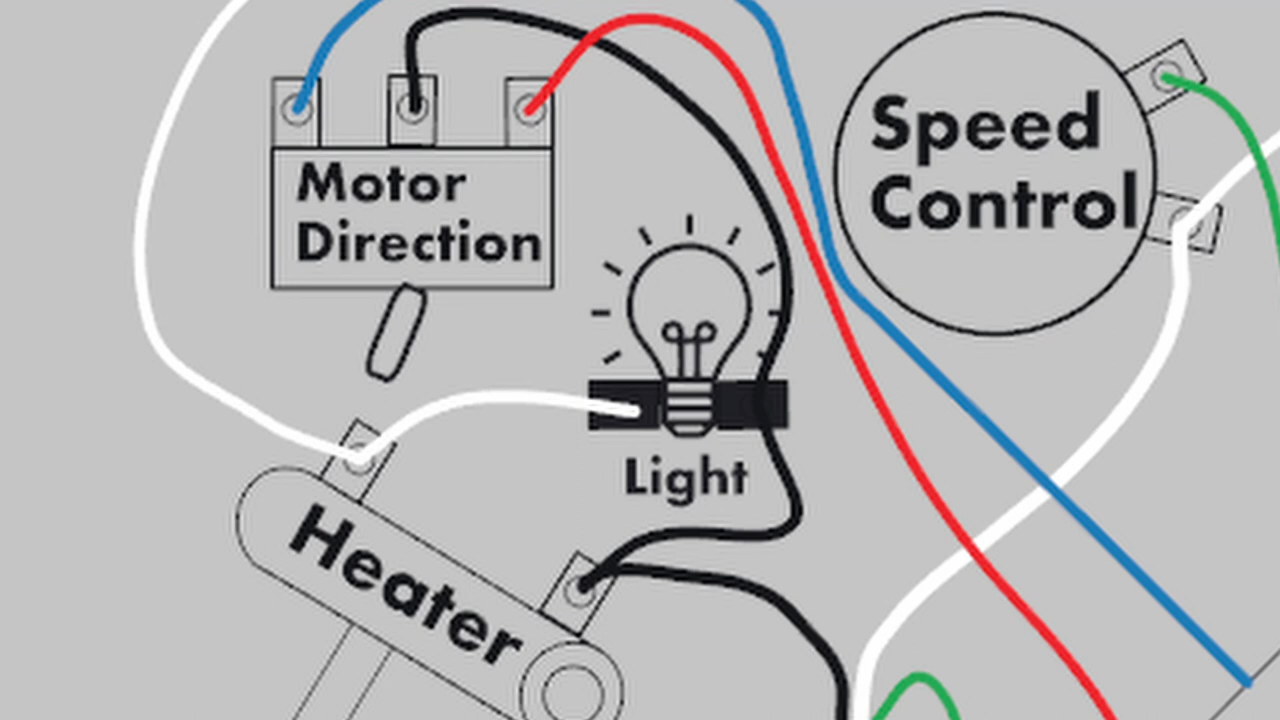 Motor
Direction
Speed
Control
Light
Heater